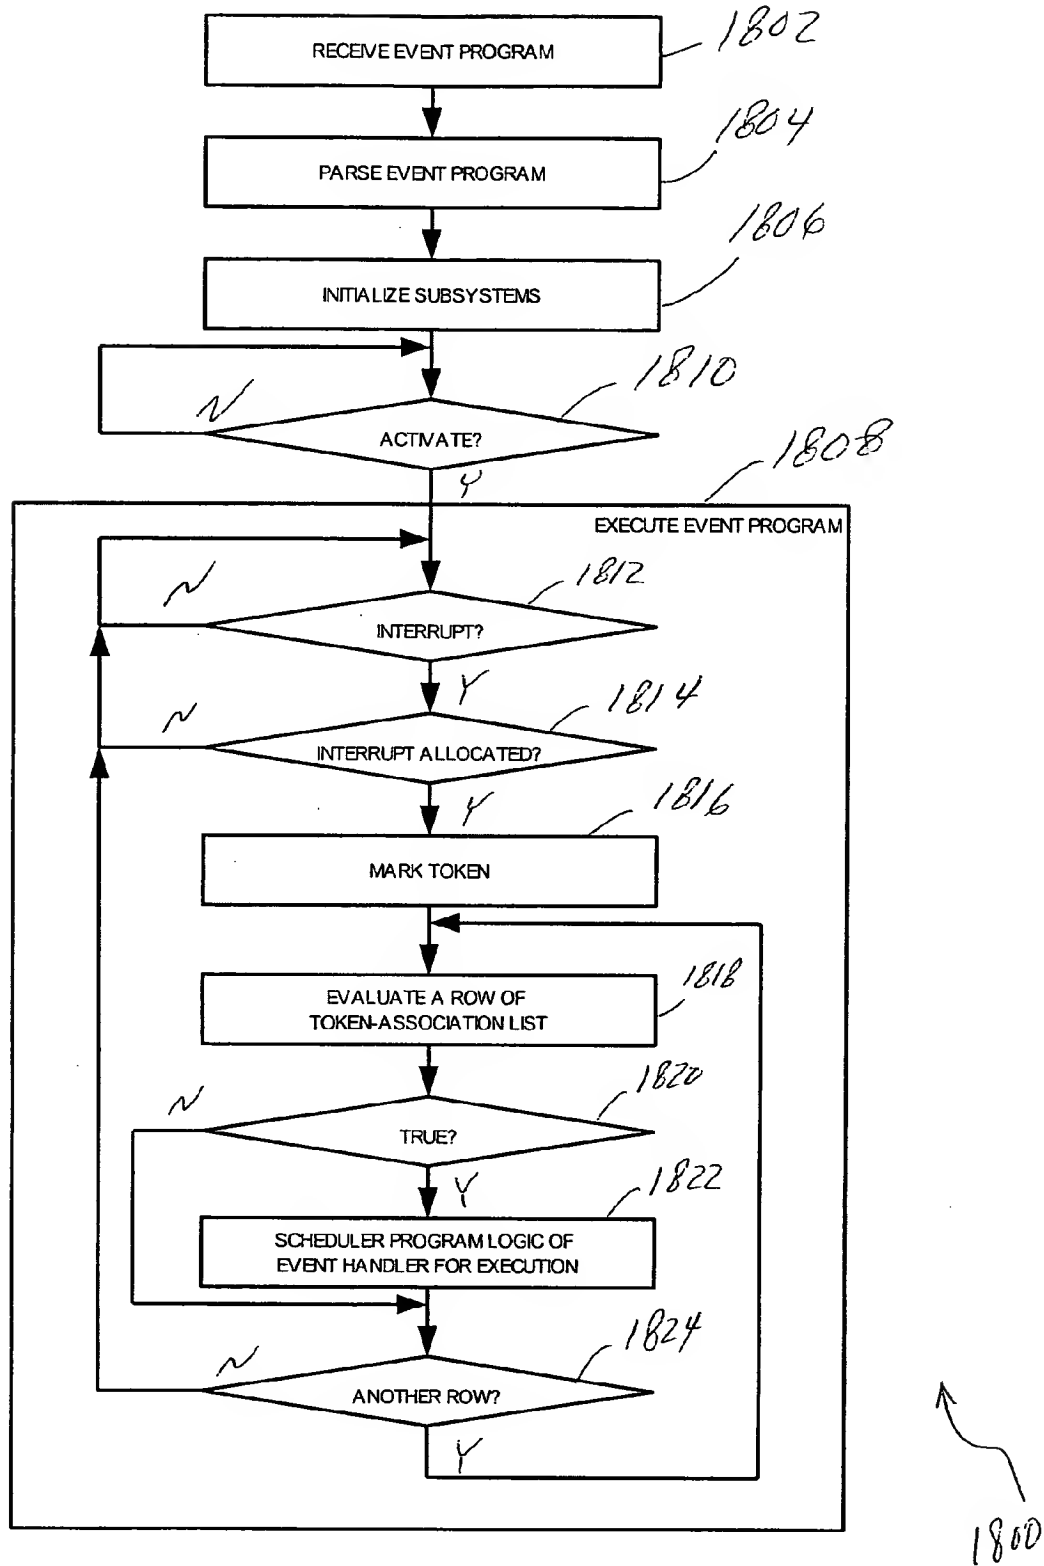 1802
RECEIVE EVENT PROGRAM
1804
PARSE EVENT PROGRAM
1806
INITIALIZE SUBSYSTEMS
1810
N
ACTIVATE?
1808
Y
EXECUTE EVENT PROGRAM
1812
N
INTERRUPT?
Y
1814
N
INTERRUPT ALLOCATED?
Y
1816
MARK TOKEN
1818
EVALUATE A ROW OF
TOKEN-ASSOCIATION LIST
1820
N
TRUE?
Y
1822
SCHEDULER PROGRAM LOGIC OF
EVENT HANDLER FOR EXECUTION
1824
N
ANOTHER ROW?
Y
1800